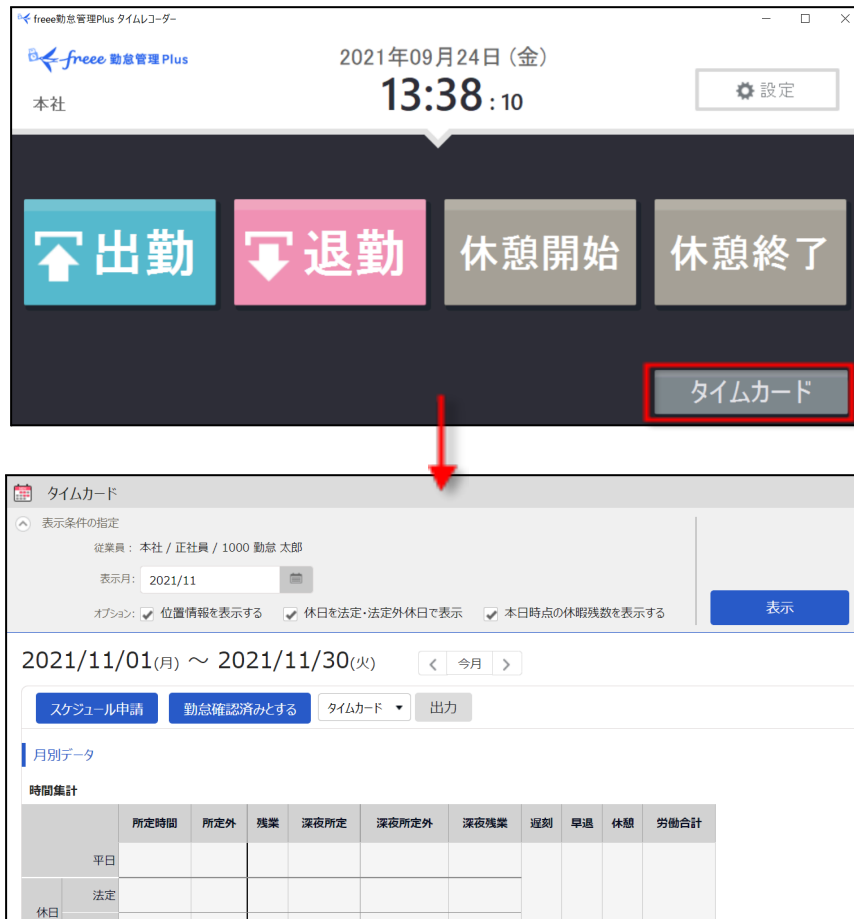 freee勤怠管理Plus タイムレコーダー
freee 勤怠管理 Plus
2021年09月24日(金)
本社
13:38:10
設定
出勤
退勤
休憩開始
休憩終了
タイムカード
タイムカード
表示条件の指定
従業員: 本社 / 正社員 / 1000 勤怠 太郎
表示月: 2021/11
オプション: 位置情報を表示する 休日を法定・法定外休日で表示 本日時点の休暇残数を表示する
表示
2021/11/01(月) ～ 2021/11/30(火) 今月
スケジュール申請 勤怠確認済みとする タイムカード 出力
月別データ
時間集計
所定時間 所定外 残業 深夜所定 深夜所定外 深夜残業 遅刻 早退 休憩 労働合計
平日
法定
休日